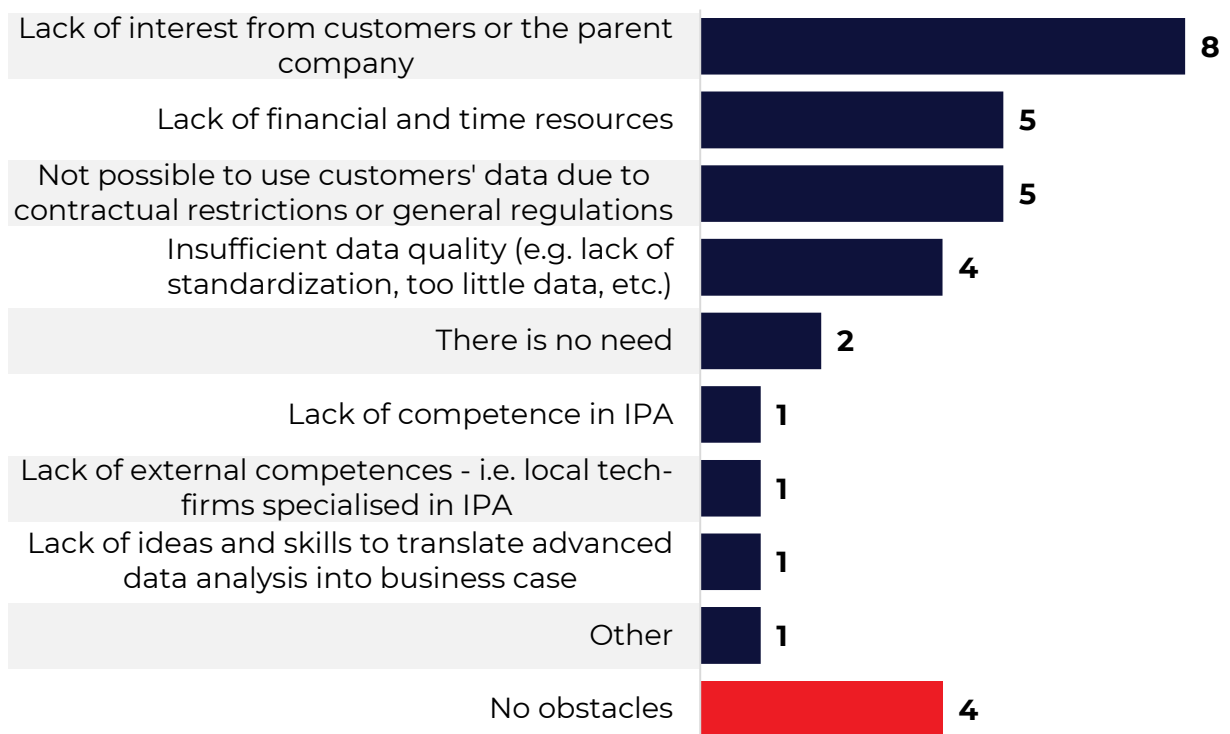 Lack of interest from customers or the parent
company
8
Lack of financial and time resources
5
Not possible to use customers' data due to
contractual restrictions or general regulations
5
Insufficient data quality (e.g. lack of
standardization, too little data, etc.)
4
There is no need
2
Lack of competence in IPA
1
Lack of external competences - i.e. local tech-
firms specialised in IPA
1
Lack of ideas and skills to translate advanced
data analysis into business case
1
Other
1
No obstacles
4